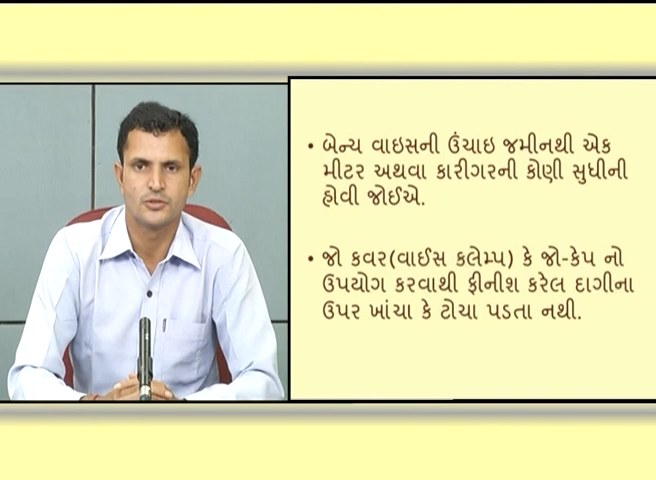 • બેન્ચ વાઇસની ઉંચાઇ જમીનથી એક
મીટર અથવા કારીગરની કોણી સુધીની
હોવી જોઈએ.
• જો કવર(વાઈસ કલેમ્પ) કે જો-કેપ નો
ઉપયોગ કરવાથી ફીનીશ કરેલ દાગીના
ઉપર ખાંચા કે ટોચા પડતા નથી.